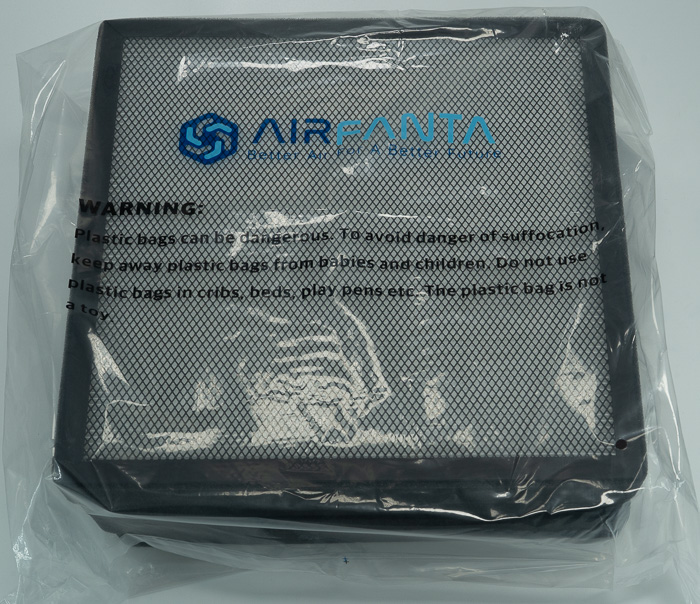 AIRFANTA
Better Air For A Better Future
WARNING:
Plastic bags can be dangerous. To avoid danger of suffocation,
keep away plastic bags from babies and children. Do not use
plastic bags in cribs, beds, play pens etc. The plastic bag is not
a toy.